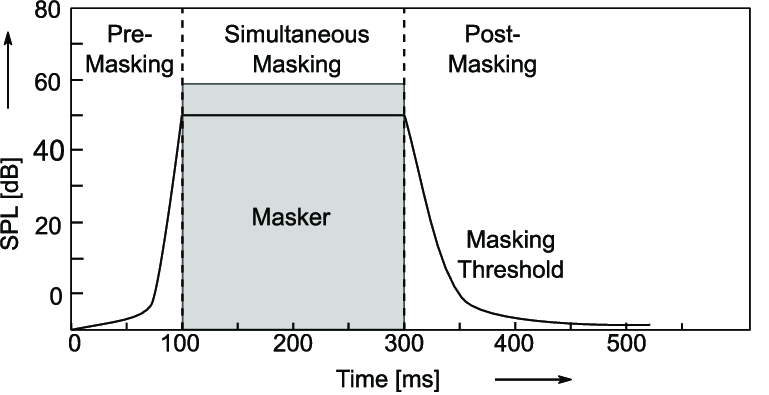 80
60
40
20
0
SPL [dB]
Pre-
Masking
Simultaneous
Masking
Post-
Masking
Masker
Masking
Threshold
0 100 200 300 400 500
Time [ms]